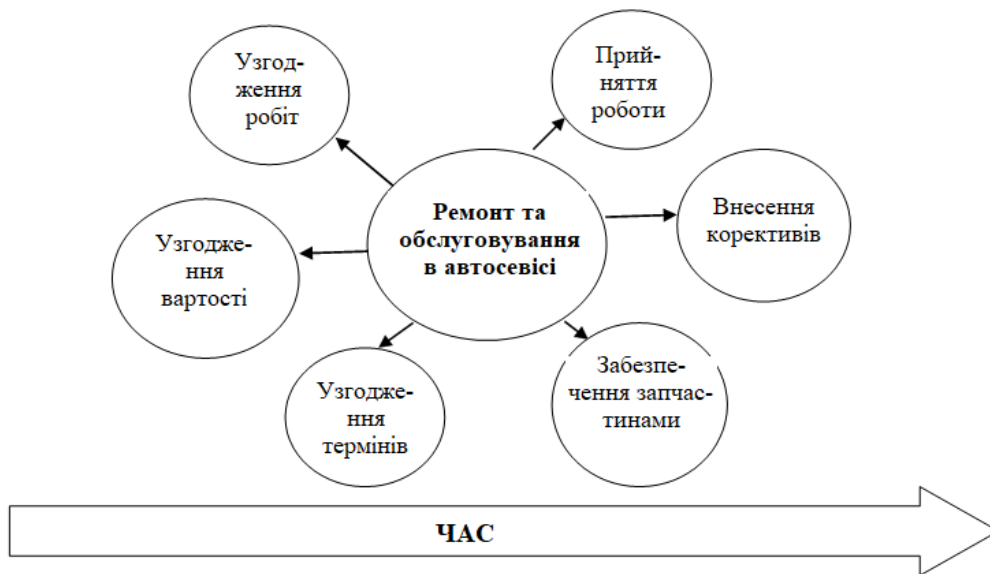 Узгод-
ження
робіт
Прий-
няття
роботи
Ремонт та
обслуговування
в автосевісі
Внесення
корективів
Узгодже-
ння
вартості
Узгодже-
ння
термінів
Забезпе-
чення запчас-
тинами
ЧАС